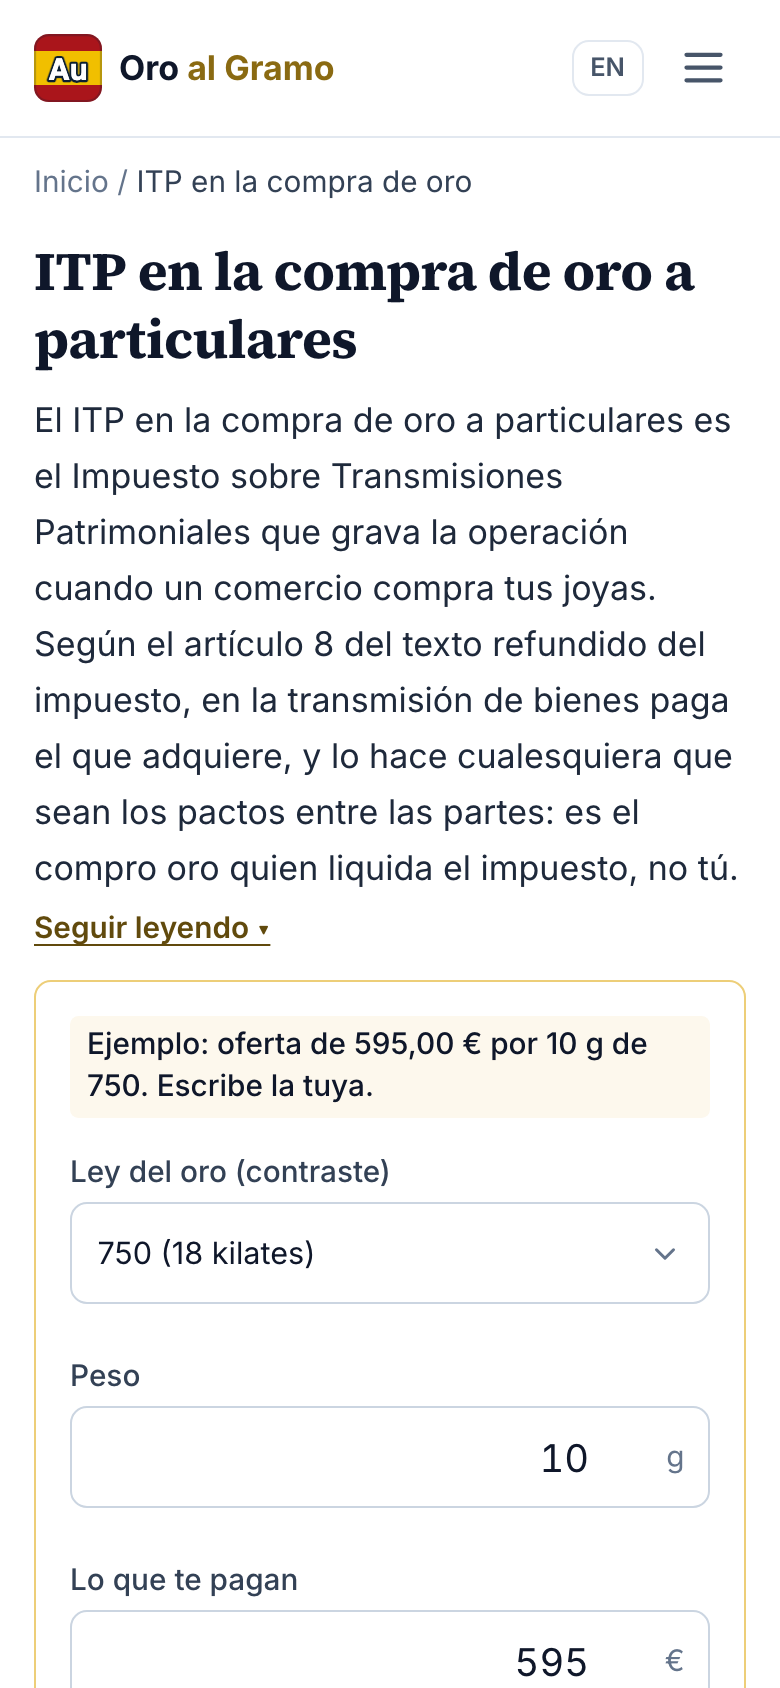 Au
Oro al Gramo
EN
Inicio / ITP en la compra de oro
ITP en la compra de oro a
particulares
El ITP en la compra de oro a particulares es
el Impuesto sobre Transmisiones
Patrimoniales que grava la operación
cuando un comercio compra tus joyas.
Según el artículo 8 del texto refundido del
impuesto, en la transmisión de bienes paga
el que adquiere, y lo hace cualesquiera que
sean los pactos entre las partes: es el
compro oro quien liquida el impuesto, no tú.
Seguir leyendo ▾
Ejemplo: oferta de 595,00 € por 10 g de
750. Escribe la tuya.
Ley del oro (contraste)
750 (18 kilates)
Peso
10 g
Lo que te pagan
595 €